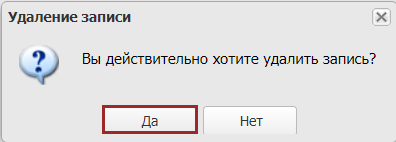 Удаление записи
Вы действительно хотите удалить запись?
Да
Нет